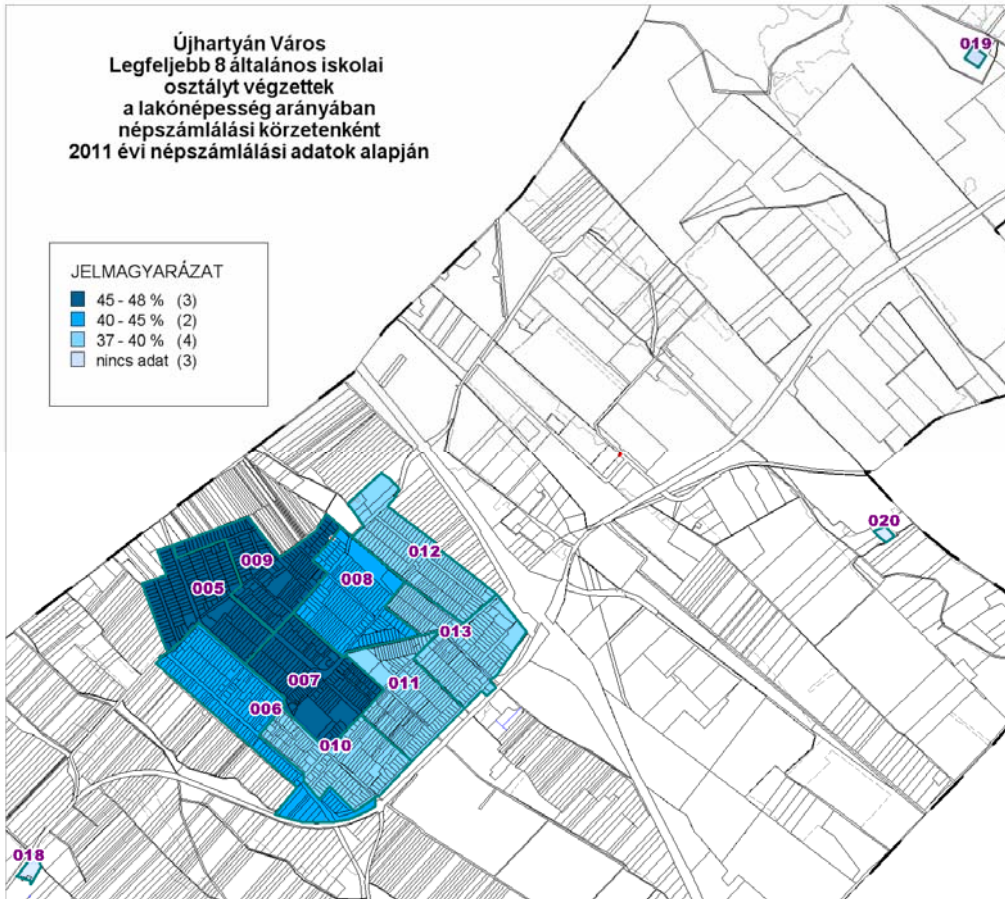 Újhartyán Város
Legfeljebb 8 általános iskolai
osztályt végzettek
a lakónépesség arányában
népszámlálási körzetenként
2011 évi népszámlálási adatok alapján
019
JELMAGYARÁZAT
45 - 48 % (3)
40 - 45 % (2)
37 - 40 % (4)
nincs adat (3)
020
012
009
008
005
013
007
011
006
010
018